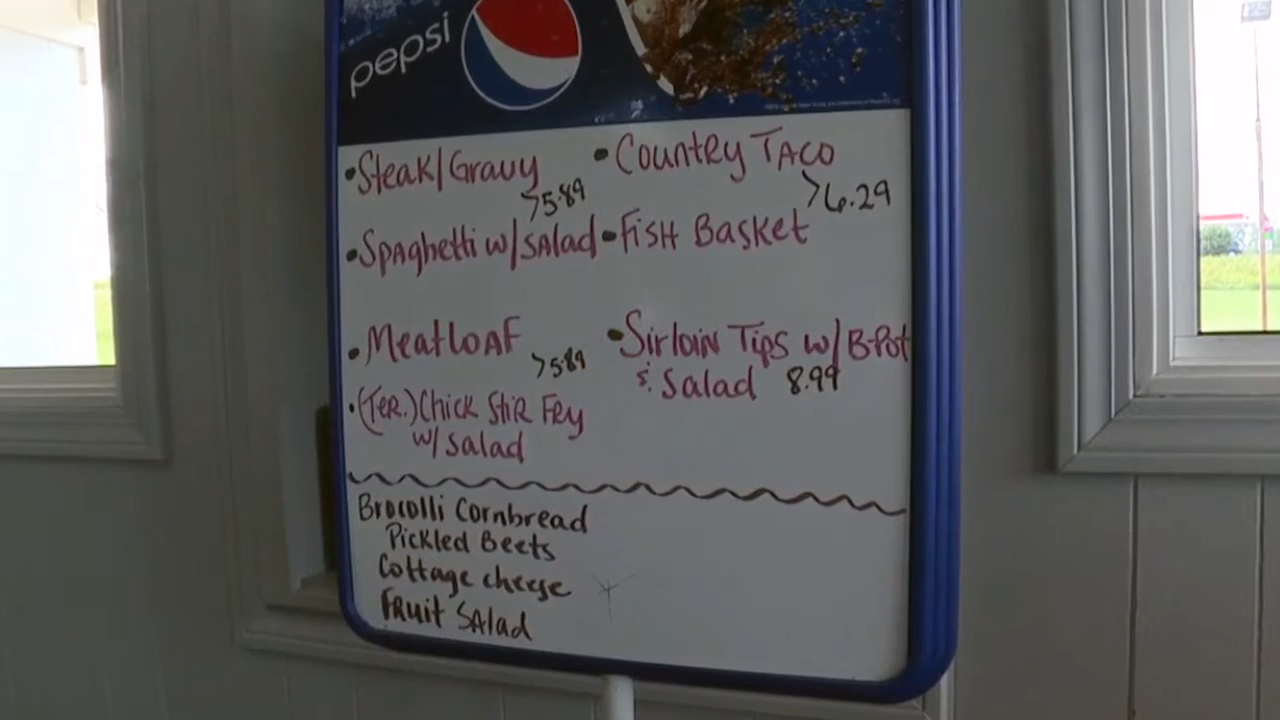 pepsi
• Steak/Gravy
>5.89
• Spaghetti w/Salad
• MeatLoaf
>5.89
• (Ter.) Chick Stir Fry
w/ Salad
• Country Taco
>6.29
• Fish Basket
• Sirloin Tips w/ B-Pot
& Salad 8.99
Brocolli Cornbread
Pickled Beets
Cottage cheese
Fruit Salad